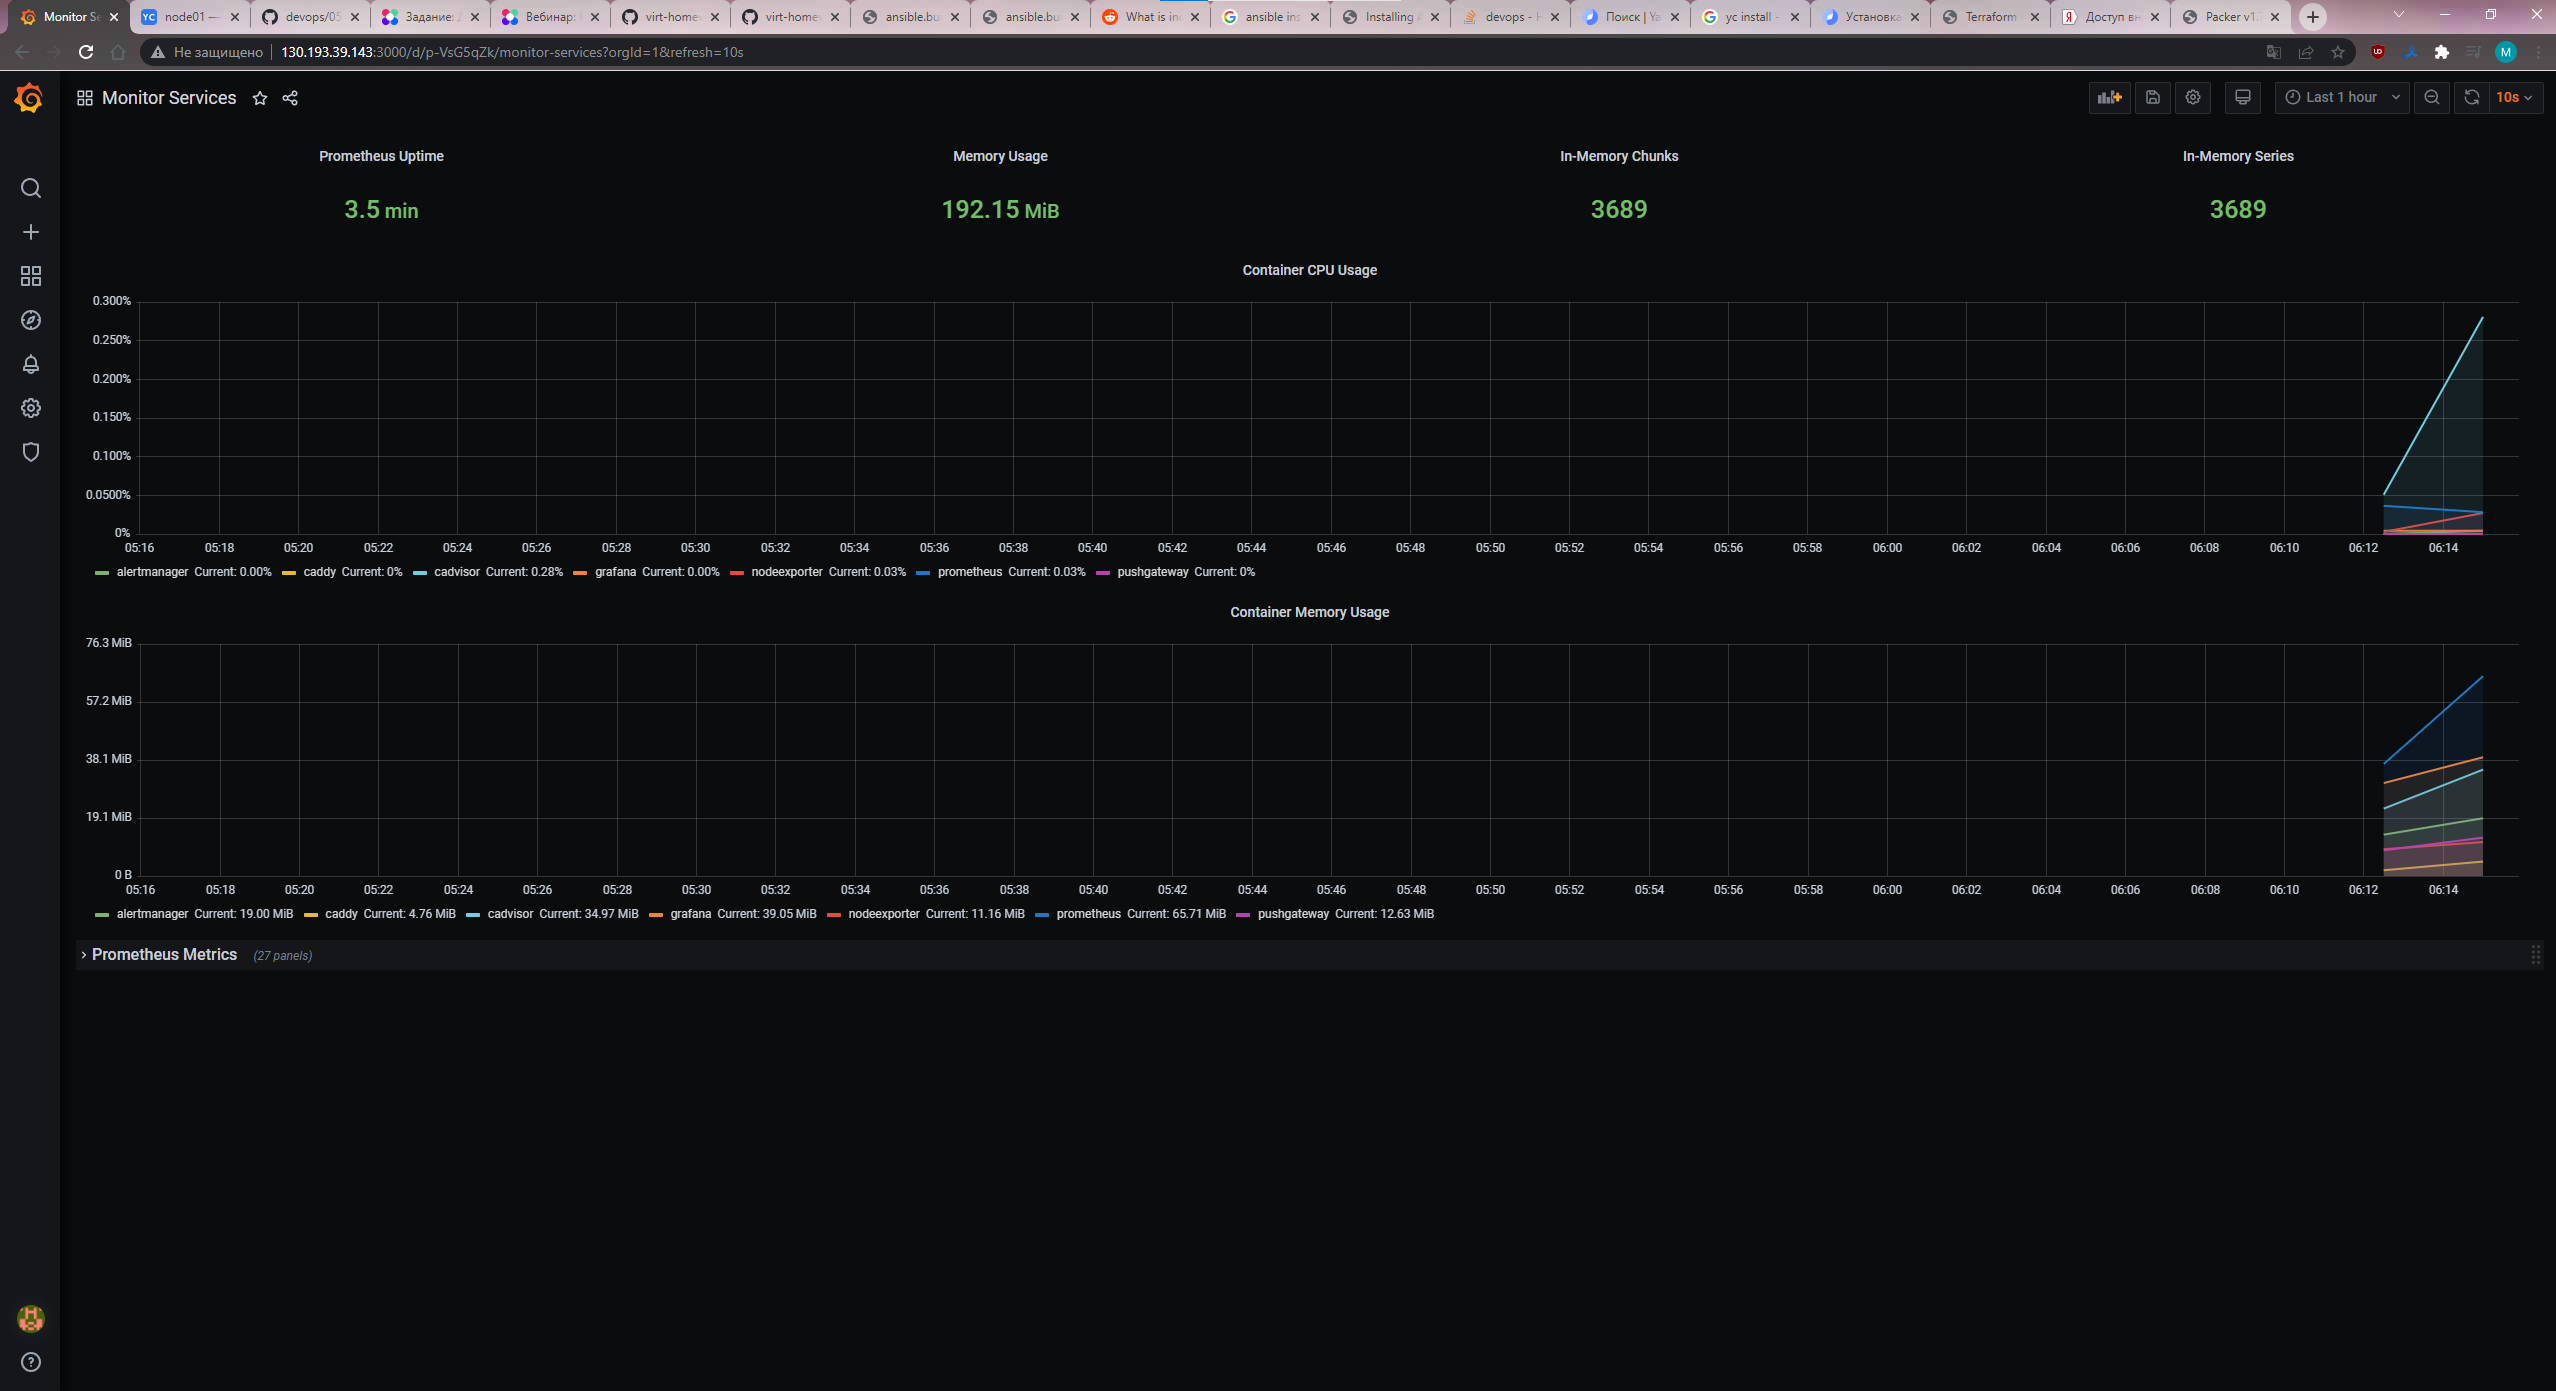 Monitor Se
node01 —
devops/05
Задание:
Вебинар:
virt-home
virt-home
ansible.bu
ansible.bu
What is in
ansible ins
Installing
devops -
Поиск | Ya
yc install -
Установка
Terraform
Доступ вн
Packer v1.
Не защищено 130.193.39.143:3000/d/p-VsG5qZk/monitor-services?orgId=1&refresh=10s
M
Monitor Services
Last 1 hour
10s
Prometheus Uptime
3.5 min
Memory Usage
192.15 MiB
In-Memory Chunks
3689
In-Memory Series
3689
Container CPU Usage
0.300%
0.250%
0.200%
0.150%
0.100%
0.0500%
0%
05:16 05:18 05:20 05:22 05:24 05:26 05:28 05:30 05:32 05:34 05:36 05:38 05:40 05:42 05:44 05:46 05:48 05:50 05:52 05:54 05:56 05:58 06:00 06:02 06:04 06:06 06:08 06:10 06:12 06:14
alertmanager Current: 0.00% caddy Current: 0% cadvisor Current: 0.28% grafana Current: 0.00% nodeexporter Current: 0.03% prometheus Current: 0.03% pushgateway Current: 0%
Container Memory Usage
76.3 MiB
57.2 MiB
38.1 MiB
19.1 MiB
0 B
05:16 05:18 05:20 05:22 05:24 05:26 05:28 05:30 05:32 05:34 05:36 05:38 05:40 05:42 05:44 05:46 05:48 05:50 05:52 05:54 05:56 05:58 06:00 06:02 06:04 06:06 06:08 06:10 06:12 06:14
alertmanager Current: 19.00 MiB caddy Current: 4.76 MiB cadvisor Current: 34.97 MiB grafana Current: 39.05 MiB nodeexporter Current: 11.16 MiB prometheus Current: 65.71 MiB pushgateway Current: 12.63 MiB
Prometheus Metrics (27 panels)